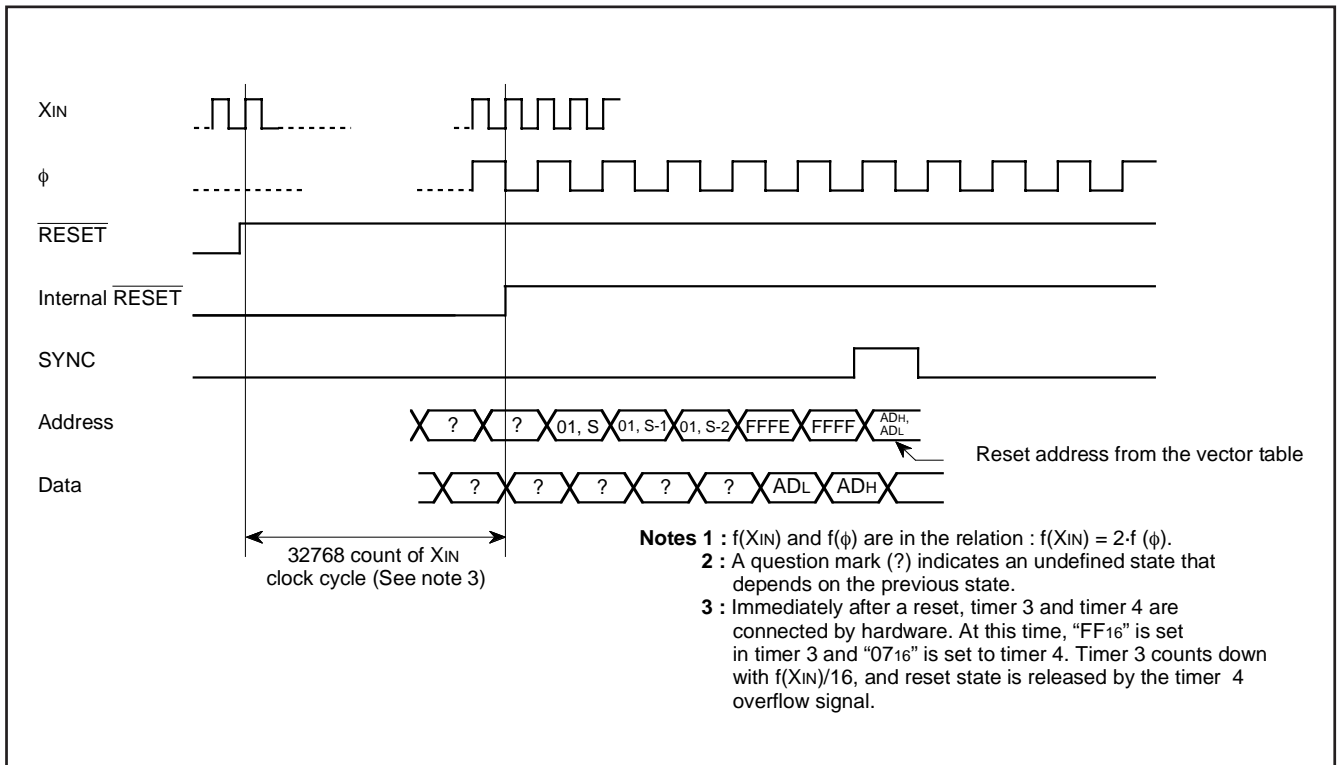 XIN
ϕ
RESET
Internal RESET
SYNC
Address
? ? 01, S 01, S-1 01, S-2 FFFE FFFF ADH, ADL
Reset address from the vector table
Data
? ? ? ? ? ADL ADH
32768 count of XIN
clock cycle (See note 3)
Notes 1 : f(XIN) and f(ϕ) are in the relation : f(XIN) = 2·f (ϕ).
2 : A question mark (?) indicates an undefined state that
depends on the previous state.
3 : Immediately after a reset, timer 3 and timer 4 are
connected by hardware. At this time, “FF16” is set
in timer 3 and “0716” is set to timer 4. Timer 3 counts down
with f(XIN)/16, and reset state is released by the timer 4
overflow signal.